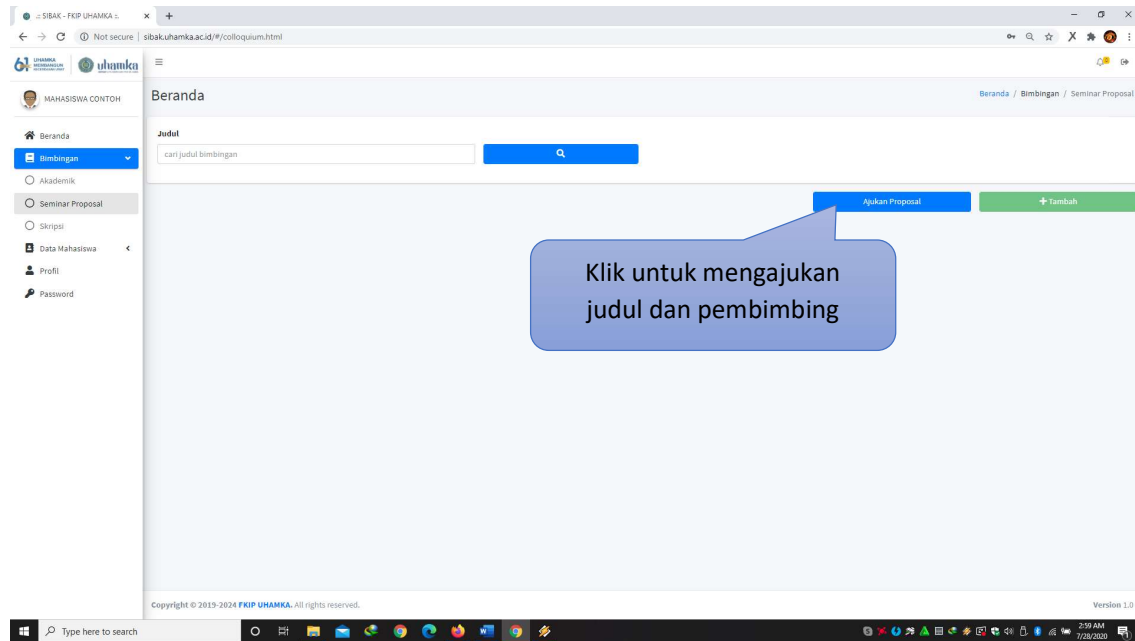 .:: SIBAK - FKIP UHAMKA ::.
Not secure | sibak.uhamka.ac.id/#/colloquium.html
61 UHAMKA
uhamka
MAHASISWA CONTOH
Beranda
Beranda / Bimbingan / Seminar Proposal
Beranda
Bimbingan
Akademik
Seminar Proposal
Skripsi
Data Mahasiswa
Profil
Password
Judul
cari judul bimbingan
Ajukan Proposal
+ Tambah
Klik untuk mengajukan
judul dan pembimbing
Copyright © 2019-2024 FKIP UHAMKA. All rights reserved.
Version 1.0
Type here to search
2:59 AM
7/28/2020